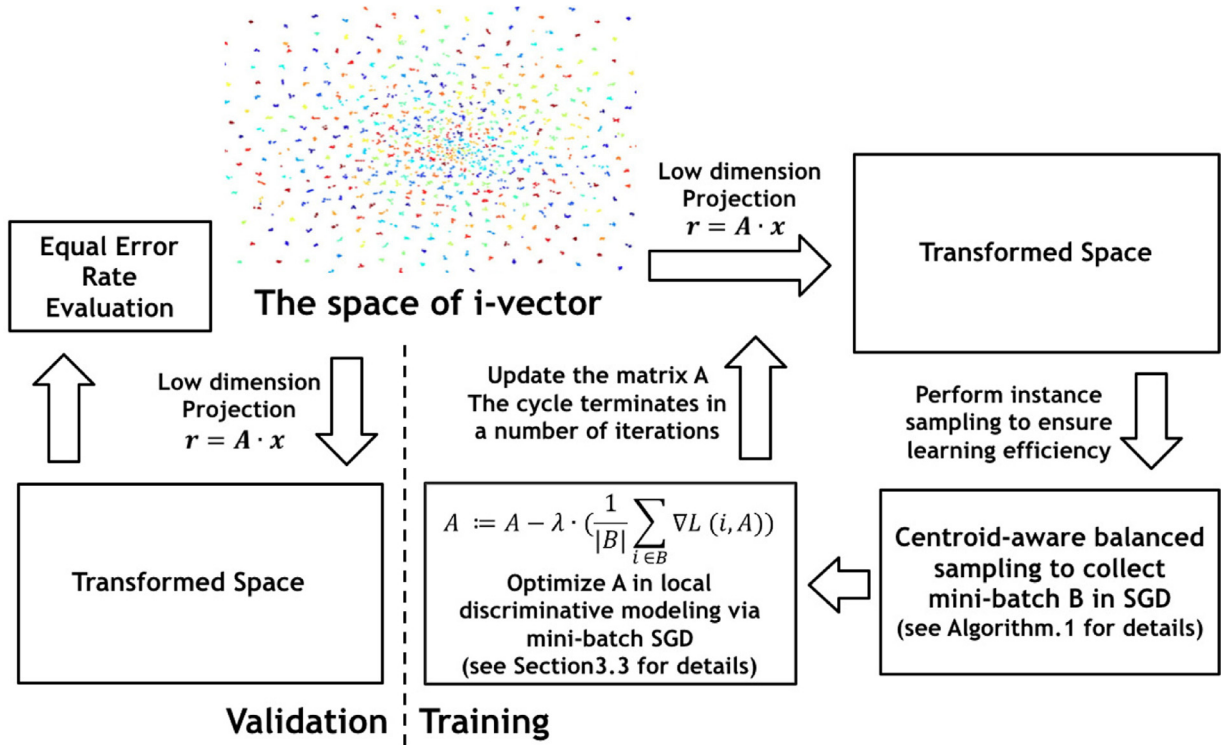 The space of i-vector
Low dimension
Projection
r = A · x
Transformed Space
Perform instance
sampling to ensure
learning efficiency
Centroid-aware balanced
sampling to collect
mini-batch B in SGD
(see Algorithm.1 for details)
A := A − λ · (1/|B| ∑_{i∈B} ∇L (i, A))
Optimize A in local
discriminative modeling via
mini-batch SGD
(see Section3.3 for details)
Update the matrix A
The cycle terminates in
a number of iterations
Low dimension
Projection
r = A · x
Transformed Space
Equal Error
Rate
Evaluation
Validation
Training